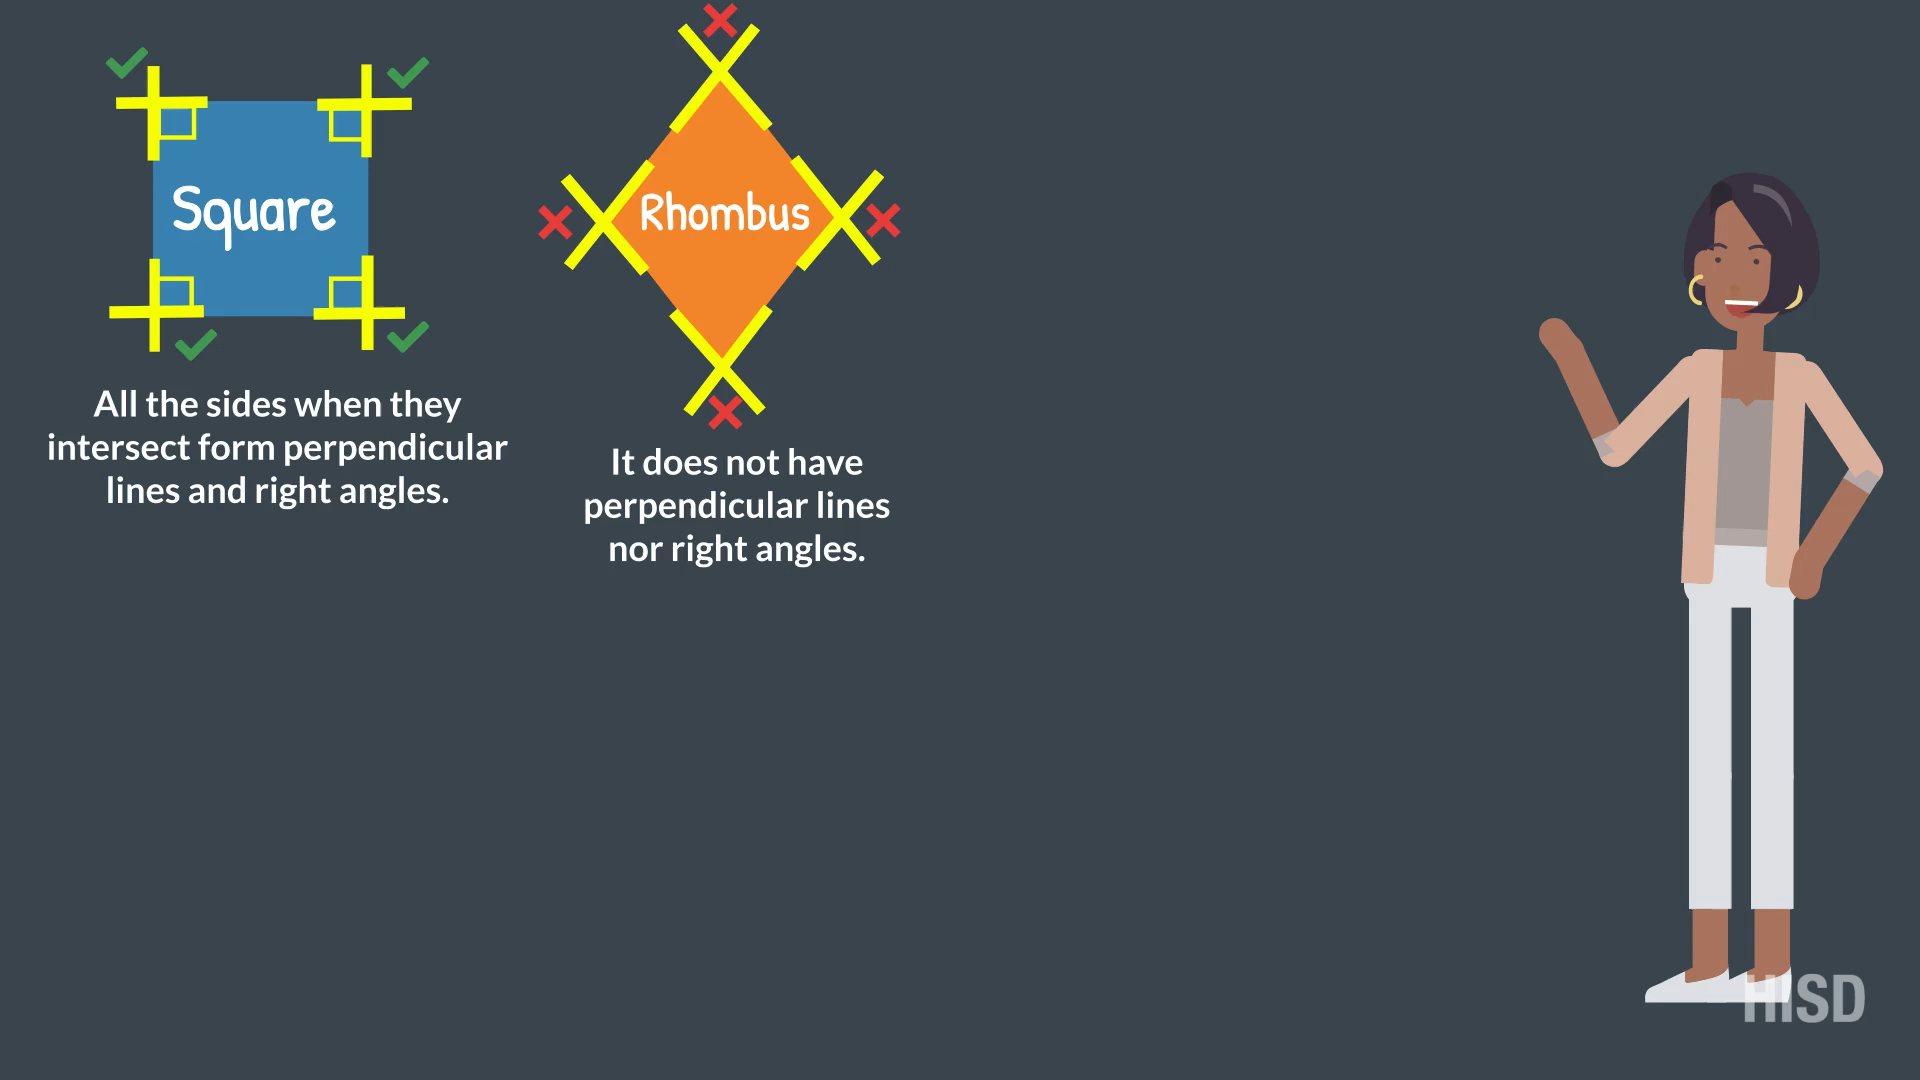 Square
All the sides when they
intersect form perpendicular
lines and right angles.
Rhombus
It does not have
perpendicular lines
nor right angles.
HISD